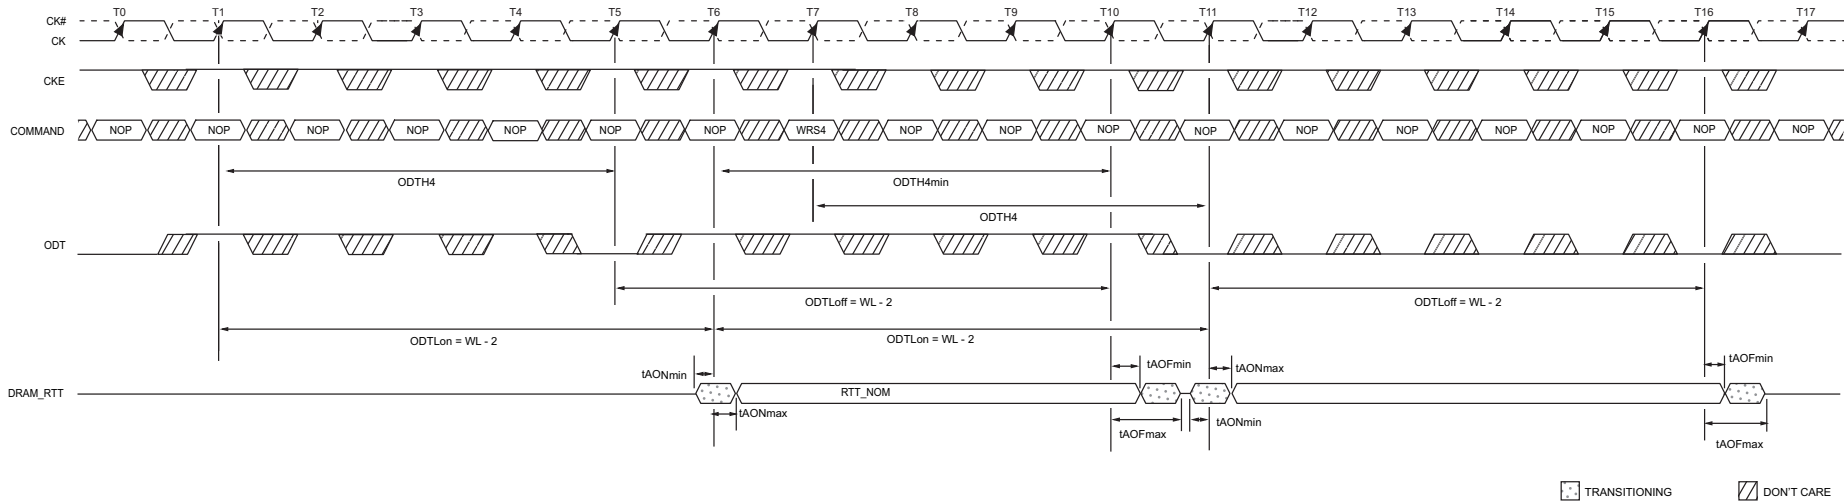 CK# T0 T1 T2 T3 T4 T5 T6 T7 T8 T9 T10 T11 T12 T13 T14 T15 T16 T17
CK
CKE
COMMAND NOP NOP NOP NOP NOP NOP NOP WRS4 NOP NOP NOP NOP NOP NOP NOP NOP NOP NOP
ODTH4 ODTH4min
ODTH4
ODT
ODTLoff = WL - 2 ODTLoff = WL - 2
ODTLon = WL - 2 ODTLon = WL - 2
tAONmin tAOFmin tAONmax tAOFmin
DRAM_RTT RTT_NOM
tAONmax tAOFmax tAONmin tAOFmax
TRANSITIONING DON'T CARE